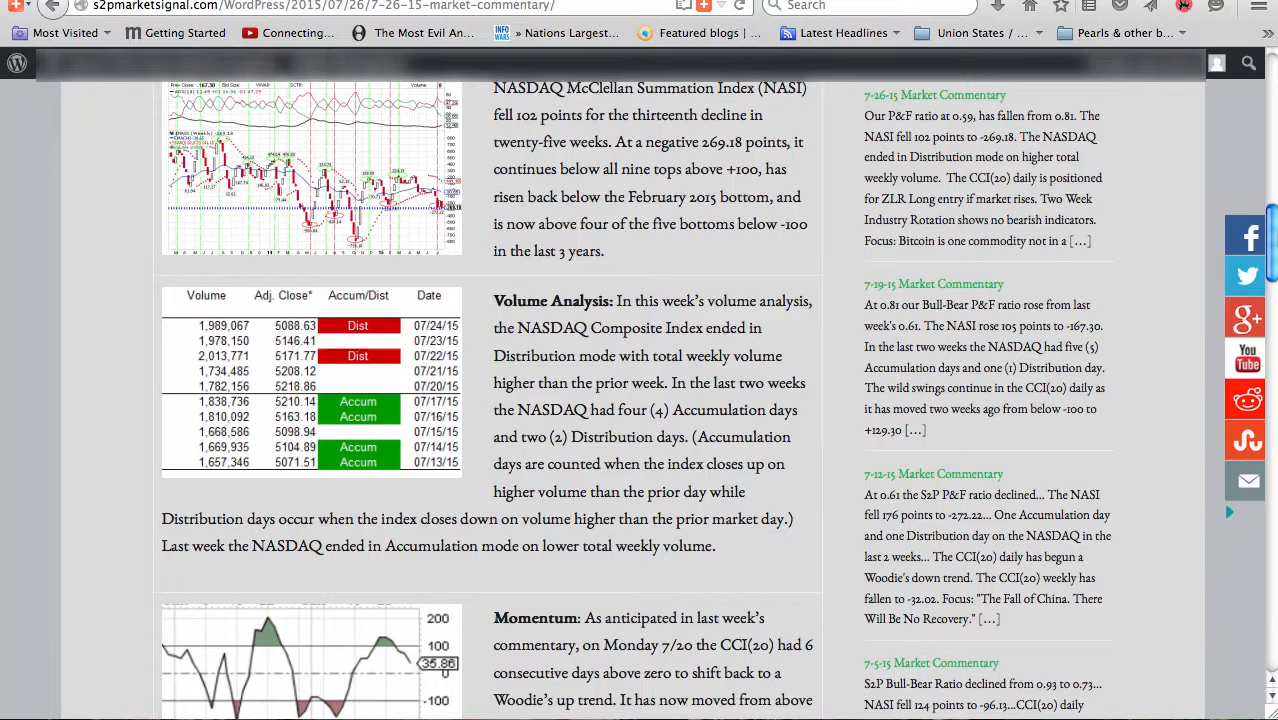 s2pmarketsignal.com/WordPress/2015/07/26/7-26-15-market-commentary/
Search
Most Visited
Getting Started
Connecting...
The Most Evil An...
INFO WARS
» Nations Largest...
Featured blogs | ...
Latest Headlines
Union States / ...
Pearls & other b...
NASDAQ McClellan Summation Index (NASI)
fell 102 points for the thirteenth decline in
twenty-five weeks. At a negative 269.18 points, it
continues below all nine tops above +100, has
risen back below the February 2015 bottom, and
is now above four of the five bottoms below -100
in the last 3 years.
Volume Adj. Close* Accum/Dist Date
1,989,067 5088.63 Dist 07/24/15
1,978,150 5146.41 07/23/15
2,013,771 5171.77 Dist 07/22/15
1,734,485 5208.12 07/21/15
1,782,156 5218.86 07/20/15
1,838,736 5210.14 Accum 07/17/15
1,810,092 5163.18 Accum 07/16/15
1,668,586 5098.94 07/15/15
1,669,935 5104.89 Accum 07/14/15
1,657,346 5071.51 Accum 07/13/15
Volume Analysis: In this week's volume analysis,
the NASDAQ Composite Index ended in
Distribution mode with total weekly volume
higher than the prior week. In the last two weeks
the NASDAQ had four (4) Accumulation days
and two (2) Distribution days. (Accumulation
days are counted when the index closes up on
higher volume than the prior day while
Distribution days occur when the index closes down on volume higher than the prior market day.)
Last week the NASDAQ ended in Accumulation mode on lower total weekly volume.
200
100
35.86
0
-100
Momentum: As anticipated in last week's
commentary, on Monday 7/20 the CCI(20) had 6
consecutive days above zero to shift back to a
Woodie's up trend. It has now moved from above
7-26-15 Market Commentary
Our P&F ratio at 0.59, has fallen from 0.81. The
NASI fell 102 points to -269.18. The NASDAQ
ended in Distribution mode on higher total
weekly volume. The CCI(20) daily is positioned
for ZLR Long entry if market rises. Two Week
Industry Rotation shows no bearish indicators.
Focus: Bitcoin is one commodity not in a [...]
7-19-15 Market Commentary
At 0.81 our Bull-Bear P&F ratio rose from last
week's 0.61. The NASI rose 105 points to -167.30.
In the last two weeks the NASDAQ had five (5)
Accumulation days and one (1) Distribution day.
The wild swings continue in the CCI(20) daily as
it has moved two weeks ago from below -100 to
+129.30 [...]
7-12-15 Market Commentary
At 0.61 the S2P P&F ratio declined... The NASI
fell 176 points to -272.22... One Accumulation day
and one Distribution day on the NASDAQ in the
last 2 weeks... The CCI(20) daily has begun a
Woodie's down trend. The CCI(20) weekly has
fallen to -32.02. Focus: "The Fall of China. There
Will Be No Recovery." [...]
7-5-15 Market Commentary
S2P Bull-Bear Ratio declined from 0.93 to 0.73...
NASI fell 124 points to -96.13...CCI(20) daily
You
Tube